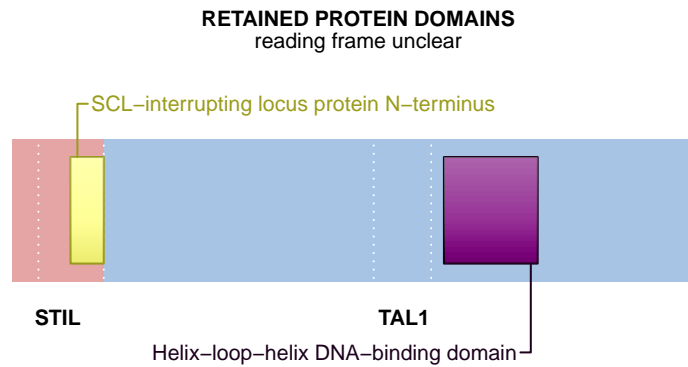 RETAINED PROTEIN DOMAINS
reading frame unclear
SCL−interrupting locus protein N−terminus
STIL
TAL1
Helix−loop−helix DNA−binding domain